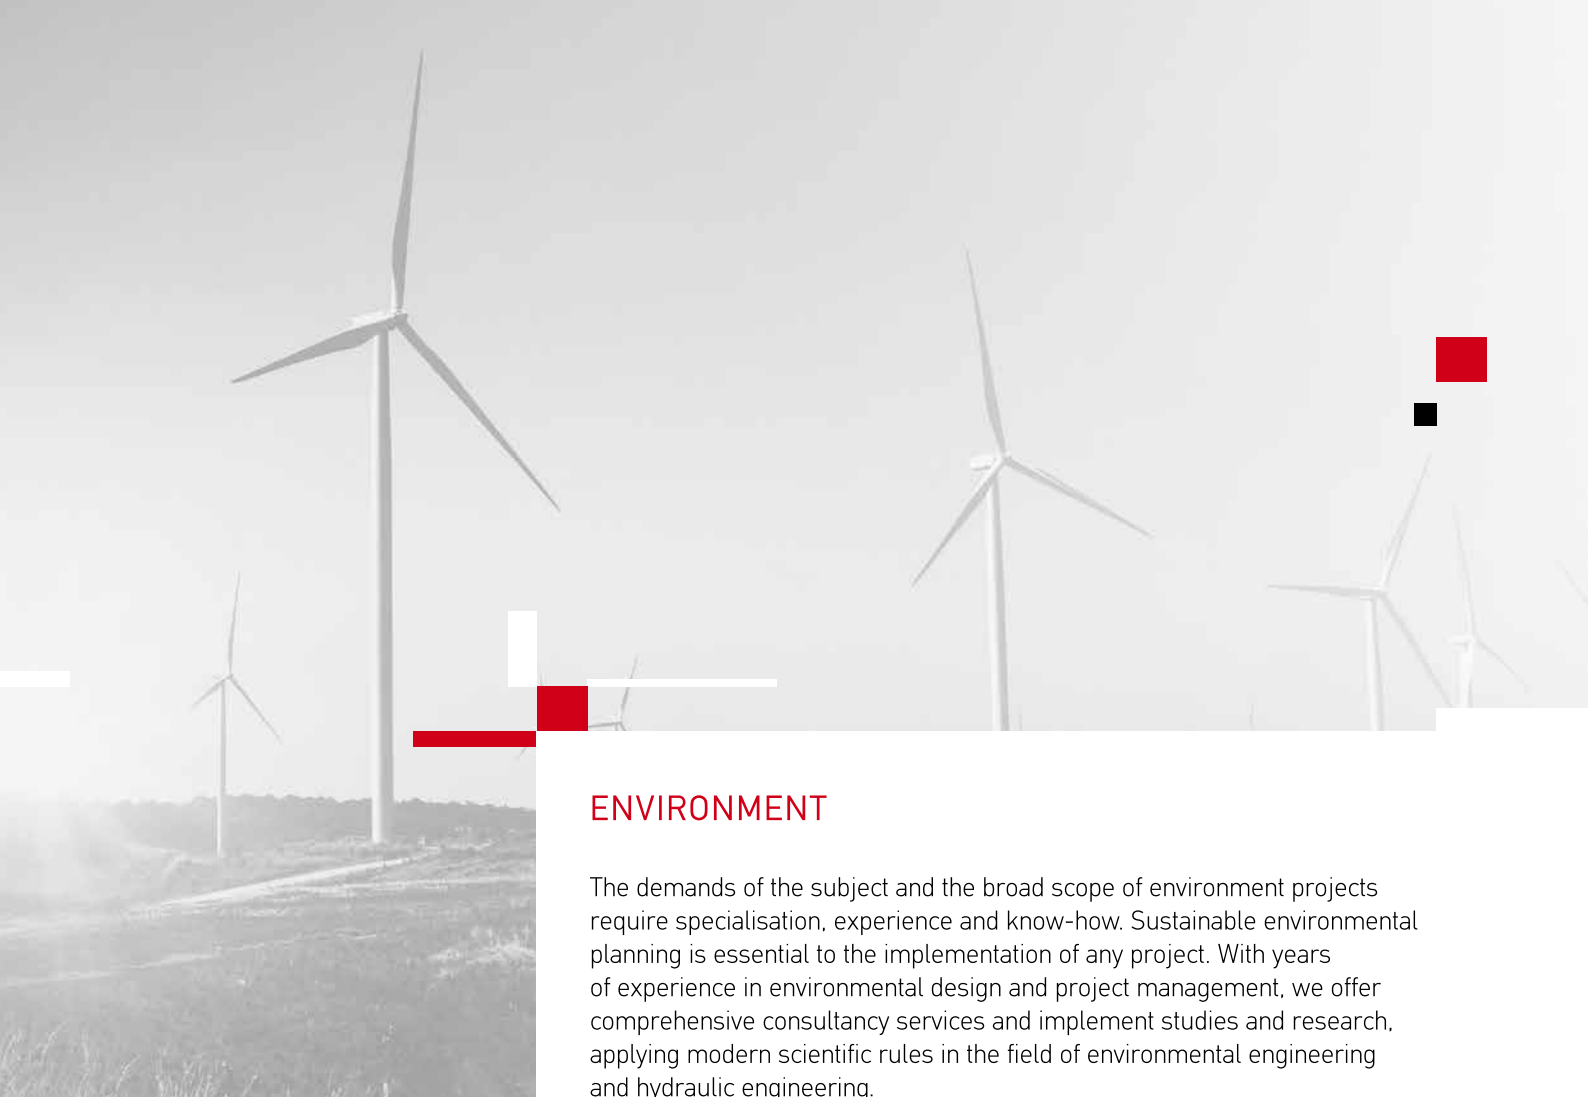 ENVIRONMENT
The demands of the subject and the broad scope of environment projects
require specialisation, experience and know-how. Sustainable environmental
planning is essential to the implementation of any project. With years
of experience in environmental design and project management, we offer
comprehensive consultancy services and implement studies and research,
applying modern scientific rules in the field of environmental engineering
and hydraulic engineering.